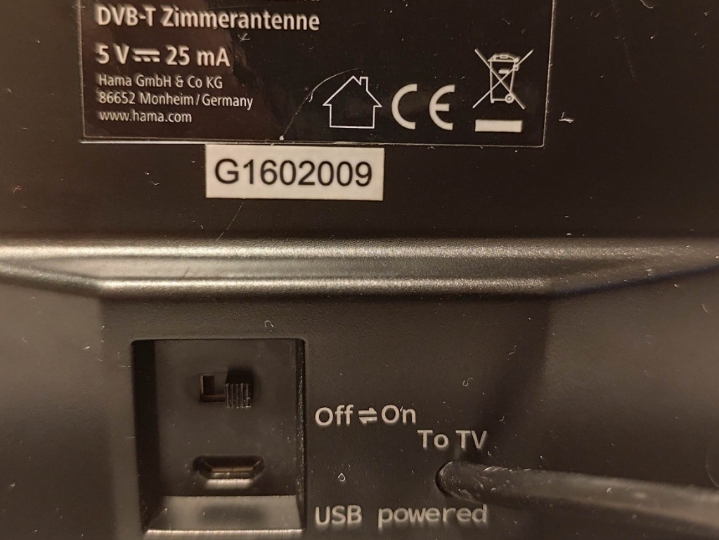 DVB-T Zimmerantenne
5 V⎓ 25 mA
Hama GmbH & Co KG
86652 Monheim/Germany
www.hama.com
CE
G1602009
Off⇌On
To TV
USB powered